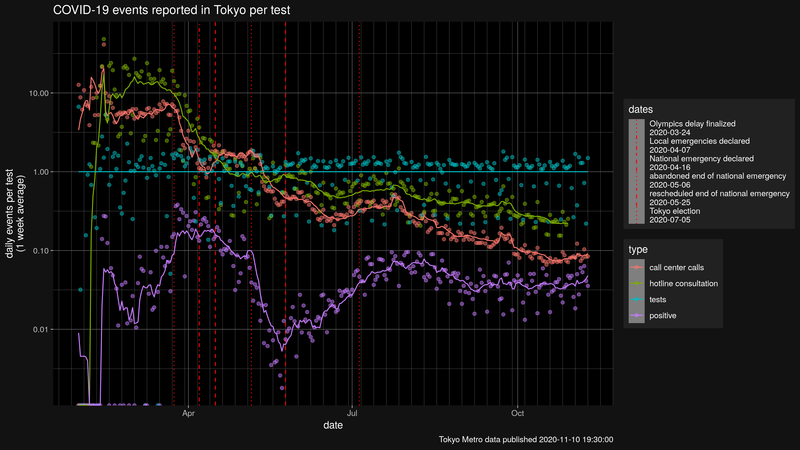 COVID-19 events reported in Tokyo per test
daily events per test
(1 week average)
10.00
1.00
0.10
0.01
Apr
Jul
Oct
date
dates
Olympics delay finalized
2020-03-24
Local emergencies declared
2020-04-07
National emergency declared
2020-04-16
abandoned end of national emergency
2020-05-06
rescheduled end of national emergency
2020-05-25
Tokyo election
2020-07-05
type
call center calls
hotline consultation
tests
positive
Tokyo Metro data published 2020-11-10 19:30:00